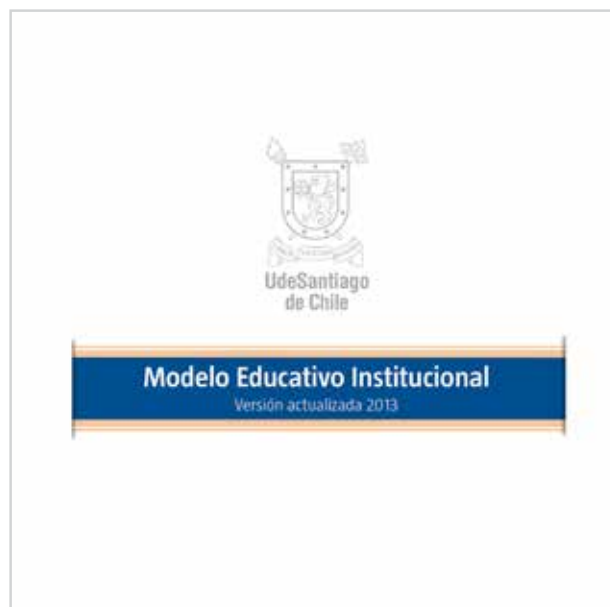 UdeSantiago
de Chile
Modelo Educativo Institucional
Versión actualizada 2013